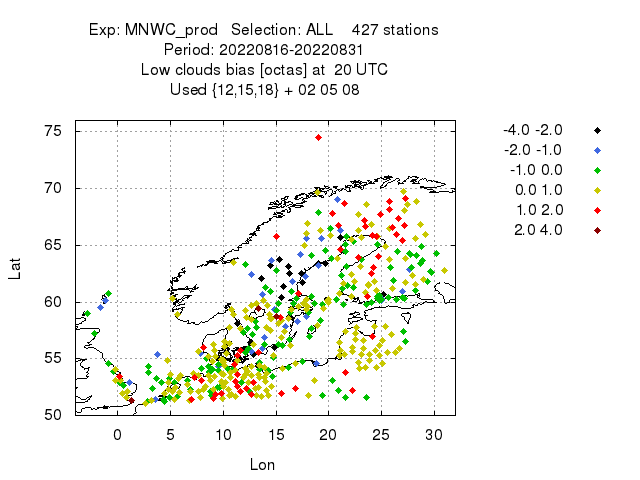 Exp: MNWC_prod Selection: ALL 427 stations
Period: 20220816-20220831
Low clouds bias [octas] at 20 UTC
Used {12,15,18} + 02 05 08
75
70
65
60
55
50
Lat
0 5 10 15 20 25 30
Lon
-4.0 -2.0
-2.0 -1.0
-1.0 0.0
0.0 1.0
1.0 2.0
2.0 4.0